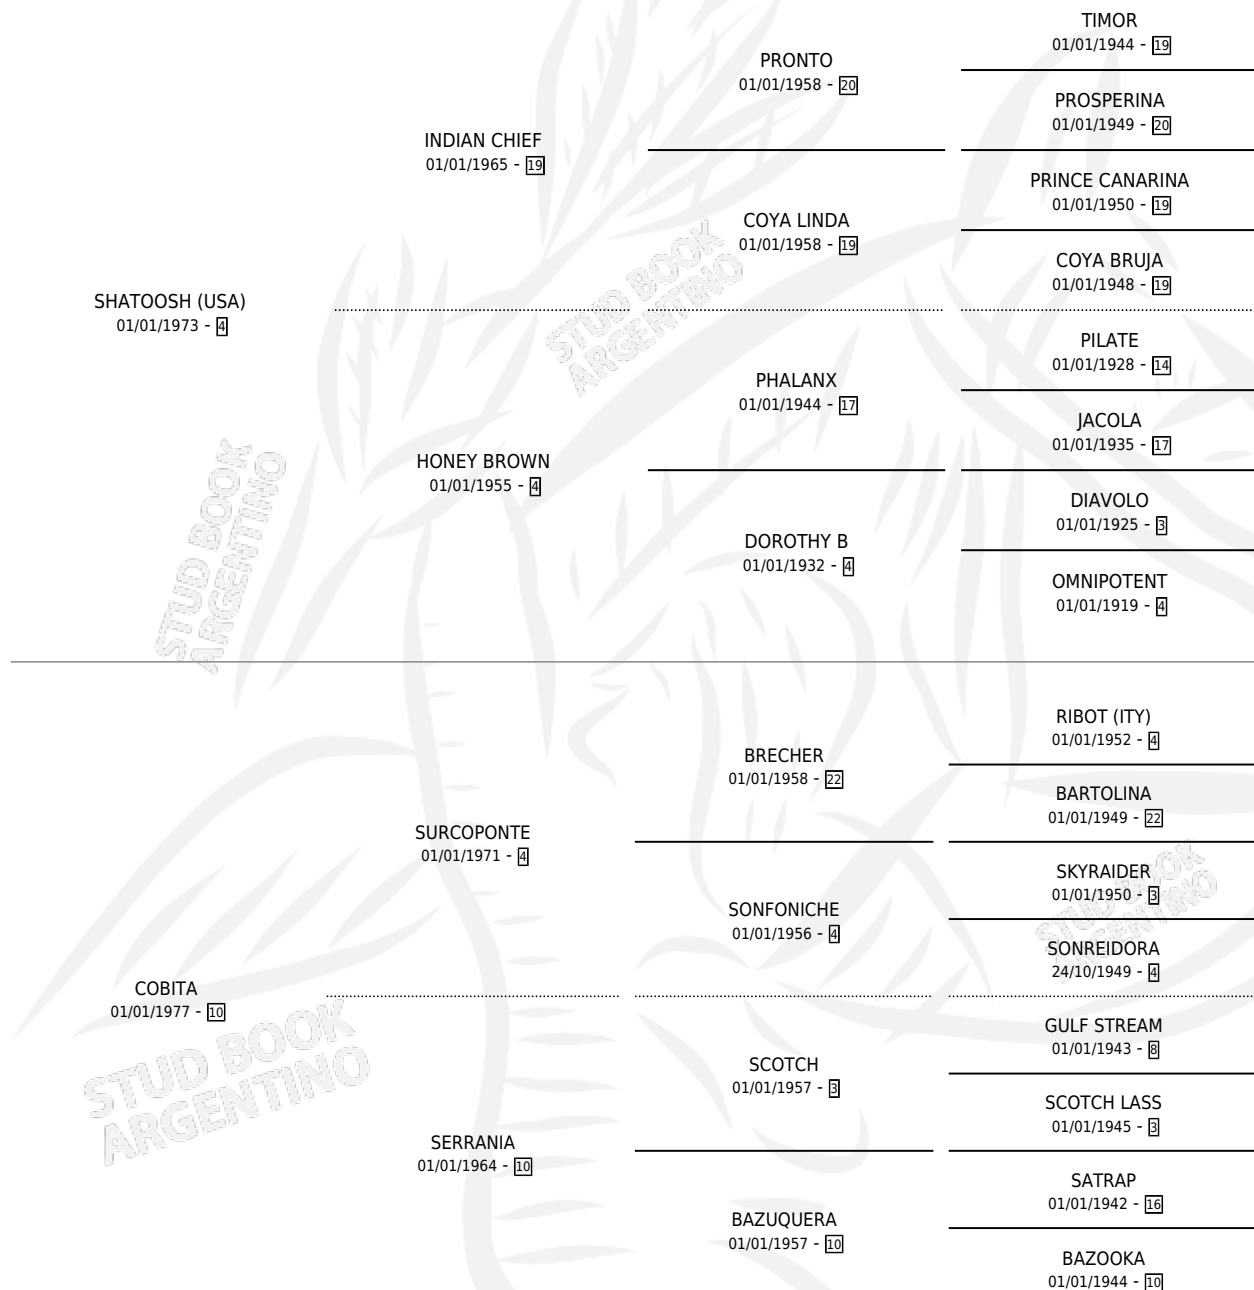 TIMOR
01/01/1944 - 19
PRONTO
01/01/1958 - 20
PROSPERINA
01/01/1949 - 20
INDIAN CHIEF
01/01/1965 - 19
PRINCE CANARINA
01/01/1950 - 19
COYA LINDA
01/01/1958 - 19
COYA BRUJA
01/01/1948 - 19
SHATOOSH (USA)
01/01/1973 - 4
PILATE
01/01/1928 - 14
PHALANX
01/01/1944 - 17
JACOLA
01/01/1935 - 17
HONEY BROWN
01/01/1955 - 4
DIAVOLO
01/01/1925 - 3
DOROTHY B
01/01/1932 - 4
OMNIPOTENT
01/01/1919 - 4
RIBOT (ITY)
01/01/1952 - 4
BRECHER
01/01/1958 - 22
BARTOLINA
01/01/1949 - 22
SURCOPONTE
01/01/1971 - 4
SKYRAIDER
01/01/1950 - 3
SONFONICHE
01/01/1956 - 4
SONREIDORA
24/10/1949 - 4
COBITA
01/01/1977 - 10
GULF STREAM
01/01/1943 - 8
SCOTCH
01/01/1957 - 3
SCOTCH LASS
01/01/1945 - 3
SERRANIA
01/01/1964 - 10
SATRAP
01/01/1942 - 16
BAZUQUERA
01/01/1957 - 10
BAZOOKA
01/01/1944 - 10
STUD BOOK
ARGENTINO
STUD BOOK
ARGENTINO
STUD BOOK
ARGENTINO
STUD BOOK
ARGENTINO